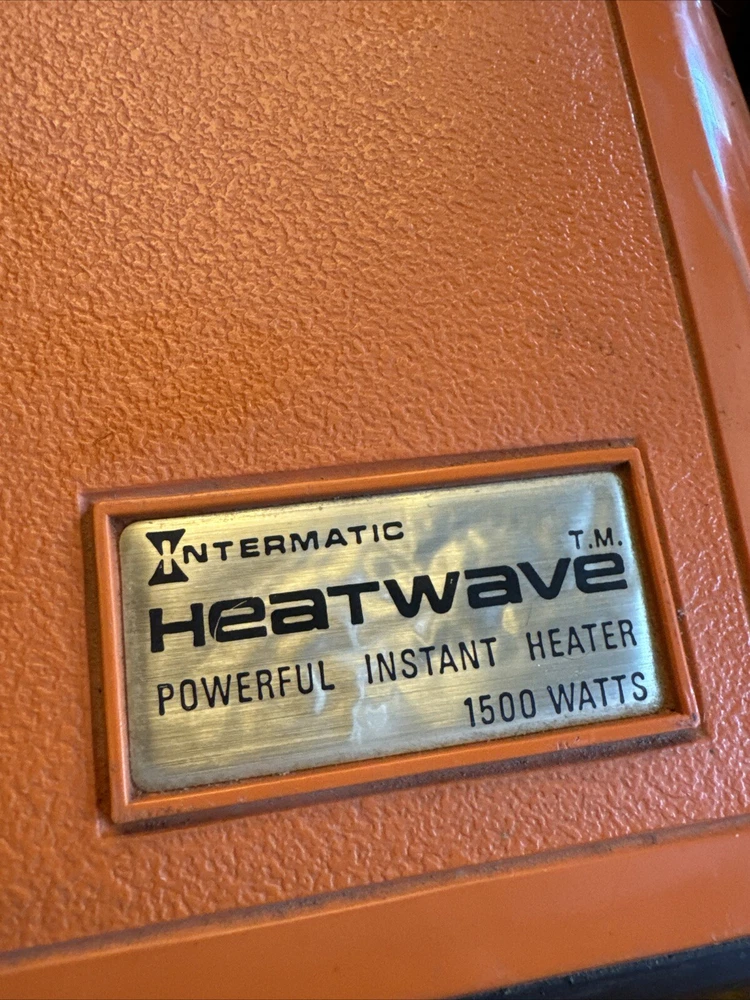 INTERMATIC
Heatwave T.M.
POWERFUL INSTANT HEATER
1500 WATTS